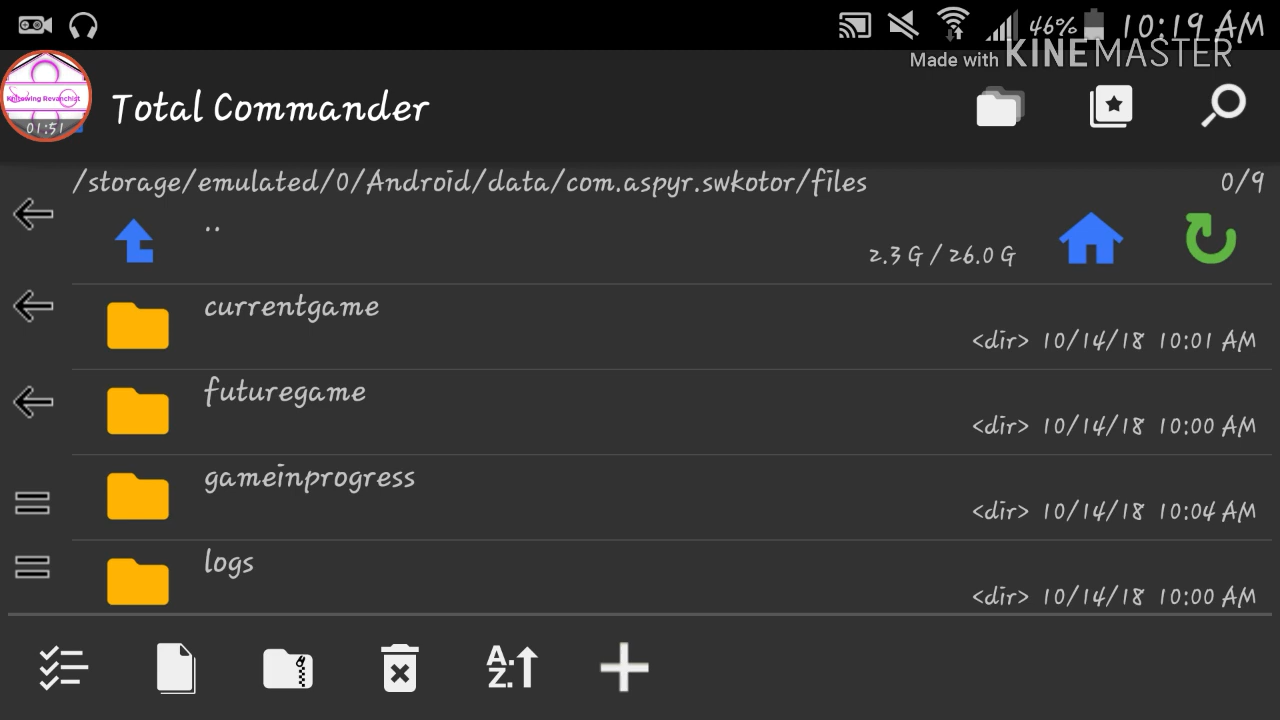 46% 10:19 AM
Made with KINEMASTER
Knitewing Revanchist
01:51
Total Commander
/storage/emulated/0/Android/data/com.aspyr.swkotor/files 0/9
..
2.3 G / 26.0 G
currentgame
<dir> 10/14/18 10:01 AM
futuregame
<dir> 10/14/18 10:00 AM
gameinprogress
<dir> 10/14/18 10:04 AM
logs
<dir> 10/14/18 10:00 AM
A.
Z.